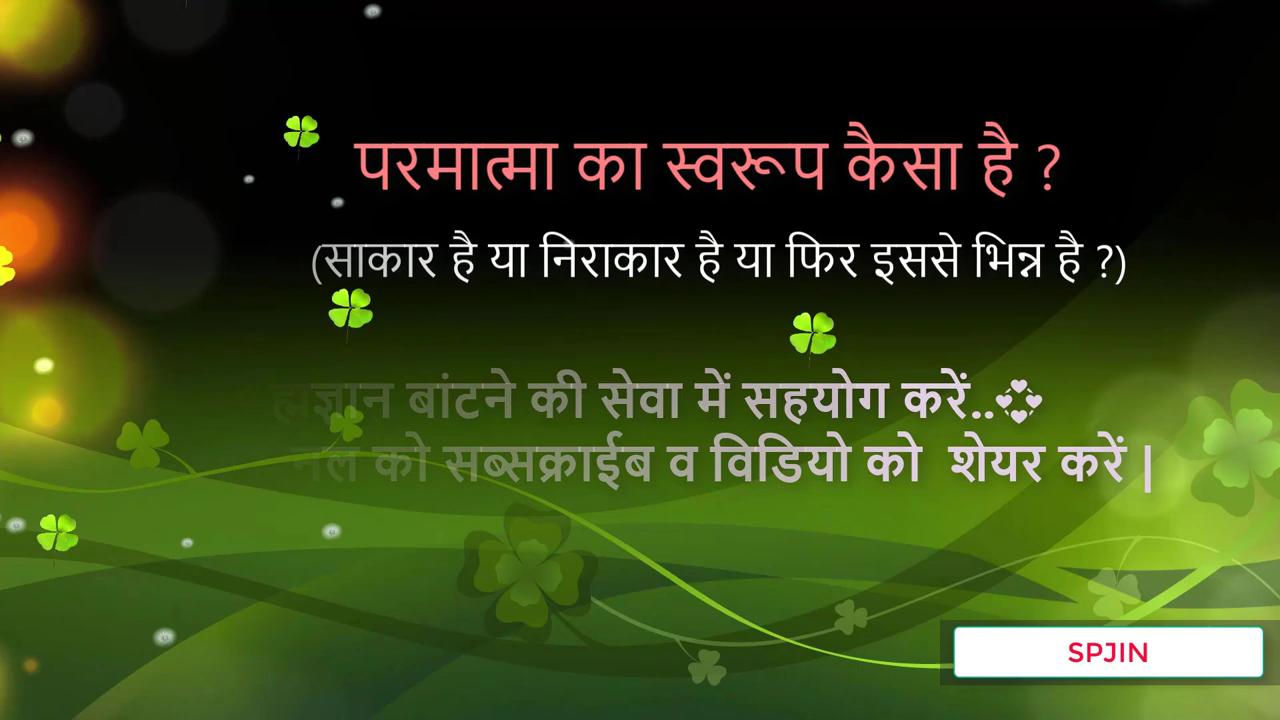 परमात्मा का स्वरूप कैसा है ?
(साकार है या निराकार है या फिर इससे भिन्न है ?)
बांटने की सेवा में सहयोग करें..
को सब्सक्राईब व विडियो को शेयर करें |
SPJIN